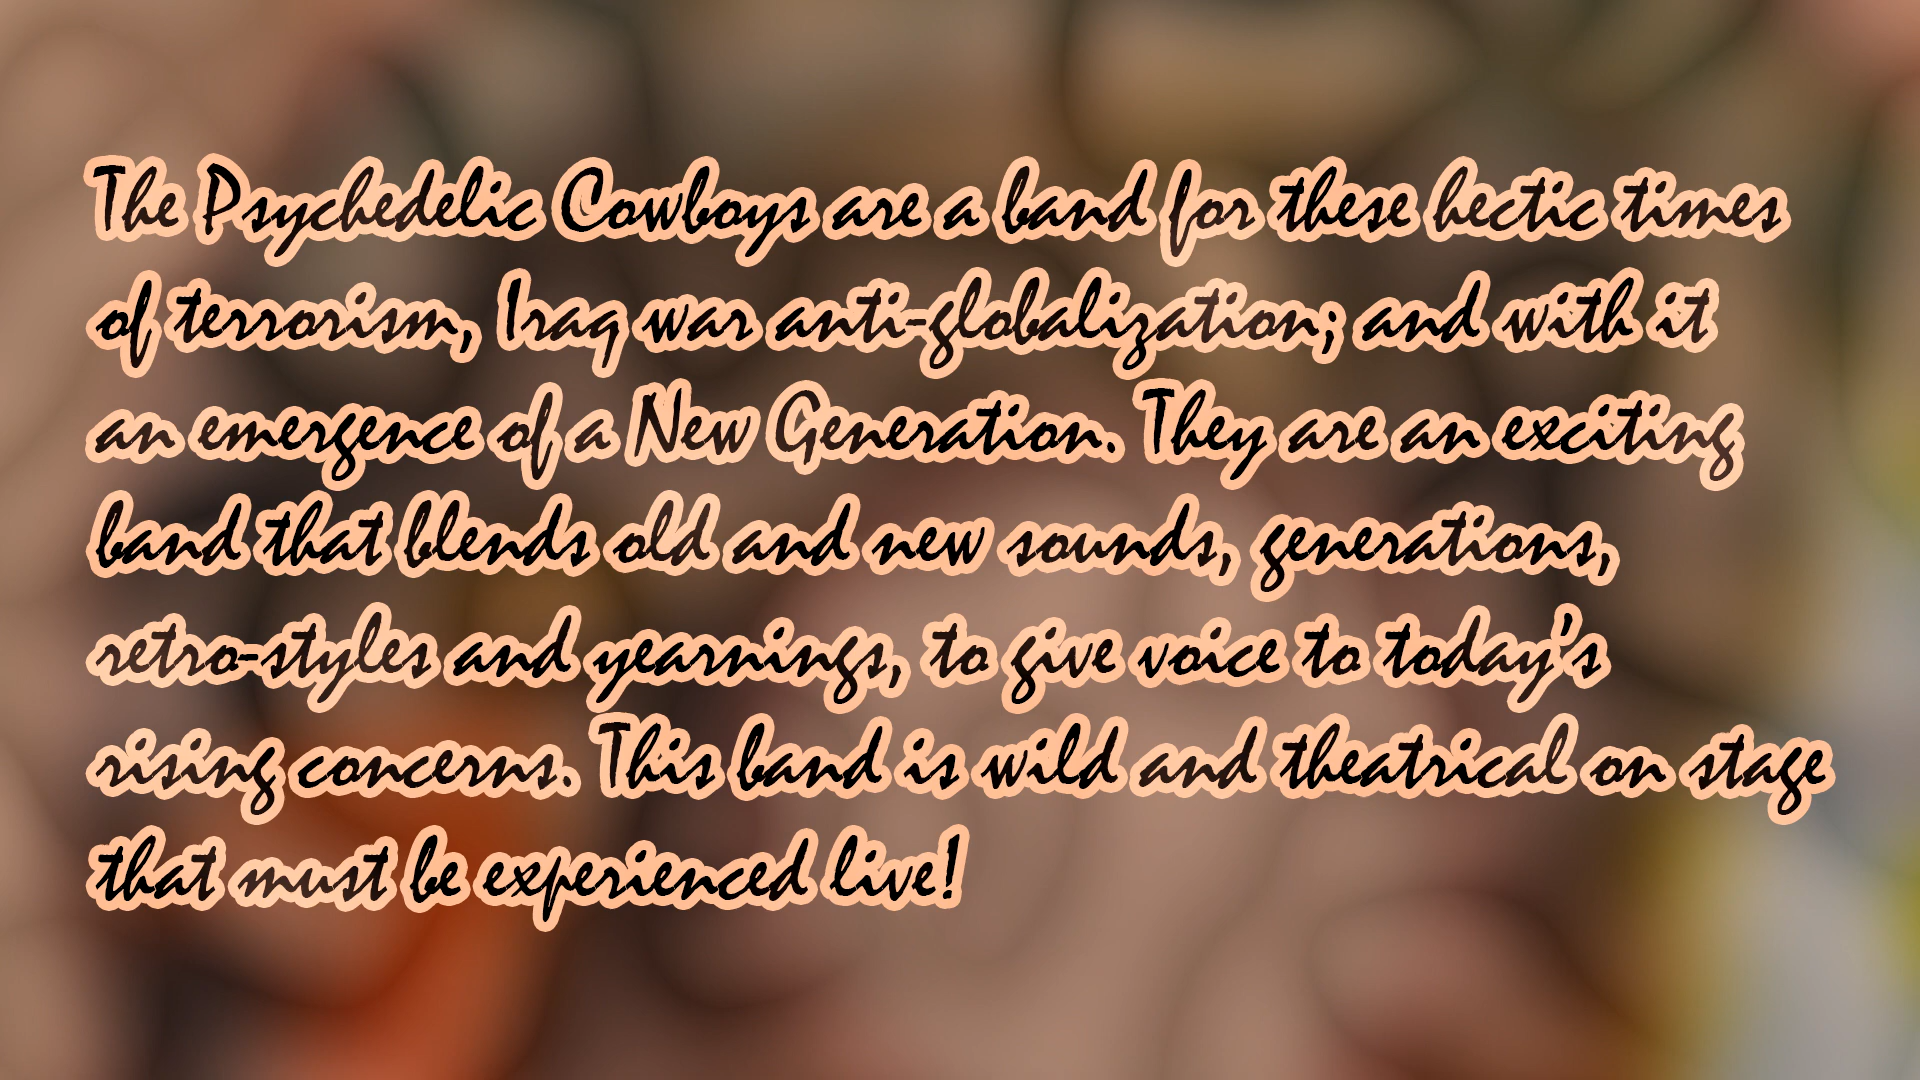 The Psychedelic Cowboys are a band for these hectic times
of terrorism, Iraq war anti-globalization; and with it
an emergence of a New Generation. They are an exciting
band that blends old and new sounds, generations,
retro-styles and yearnings, to give voice to today's
rising concerns. This band is wild and theatrical on stage
that must be experienced live!